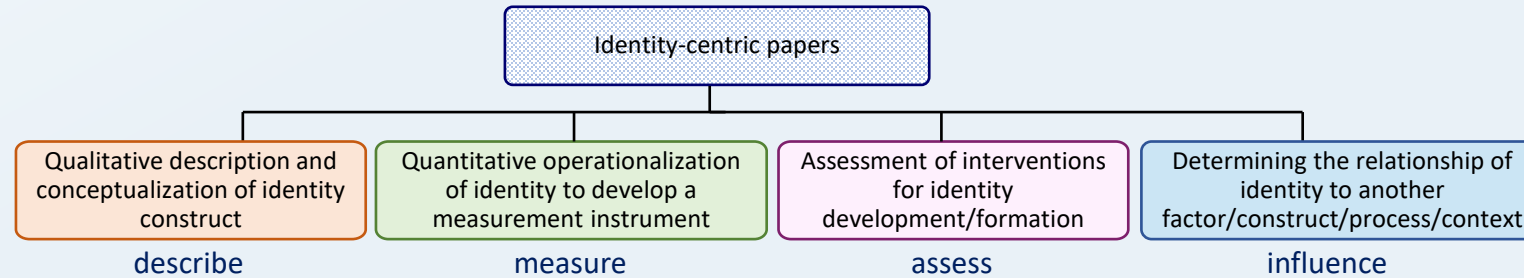 Identity-centric papers
Qualitative description and
conceptualization of identity
construct
Quantitative operationalization
of identity to develop a
measurement instrument
Assessment of interventions
for identity
development/formation
Determining the relationship of
identity to another
factor/construct/process/context
describe
measure
assess
influence